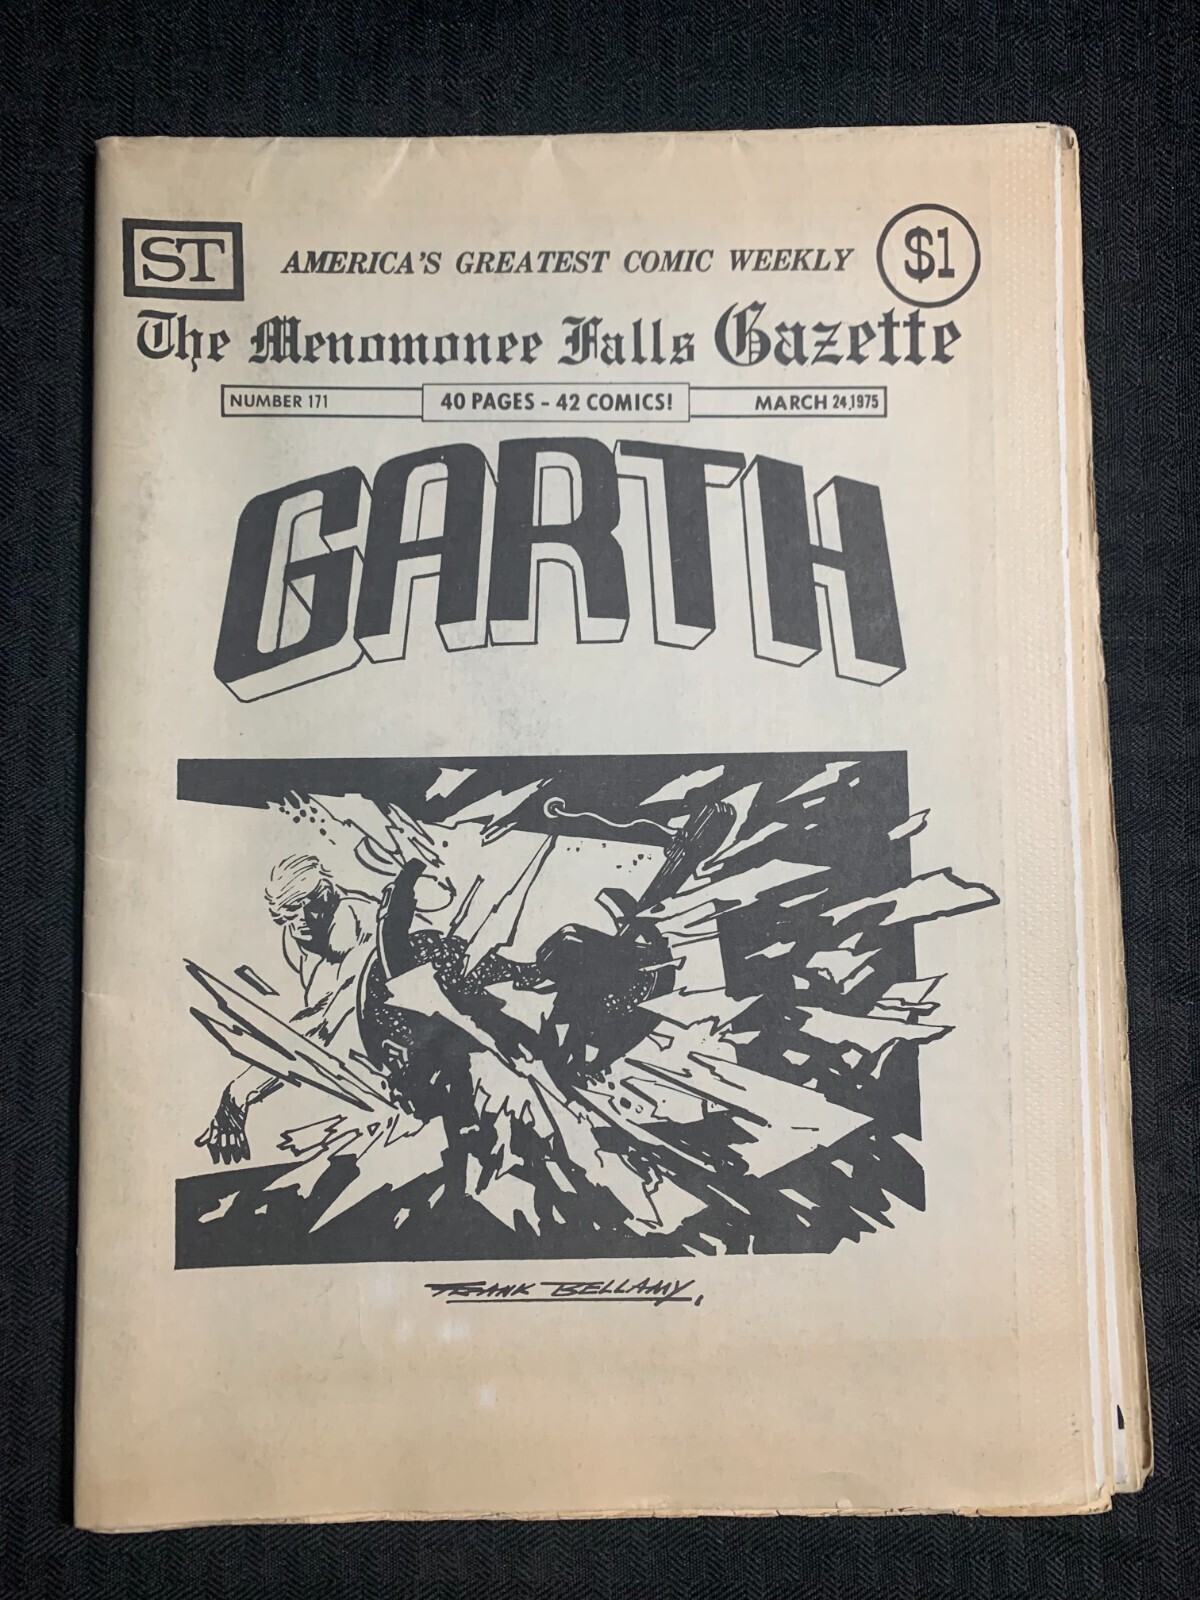 ST
AMERICA'S GREATEST COMIC WEEKLY
$1
The Menomonee Falls Gazette
NUMBER 171
40 PAGES - 42 COMICS!
MARCH 24, 1975
GARTH
FRANK BELLAMY.